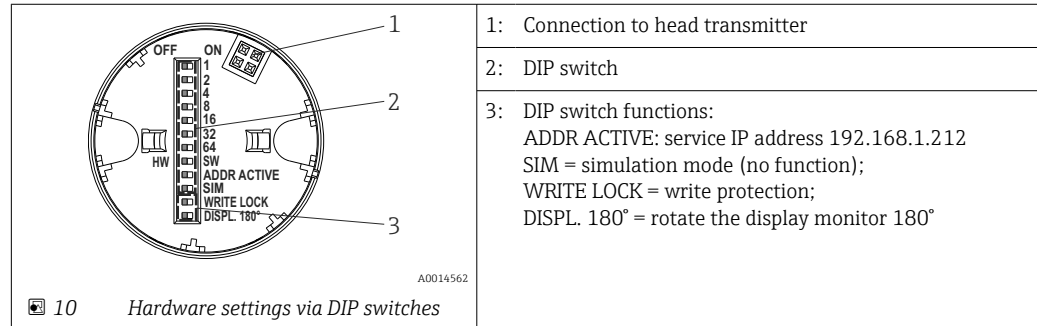 OFF ON
1
2
4
8
16
32
64
HW SW
ADDR ACTIVE
SIM
WRITE LOCK
DISPL. 180°
1
2
3
A0014562
10 Hardware settings via DIP switches
1: Connection to head transmitter
2: DIP switch
3: DIP switch functions:
ADDR ACTIVE: service IP address 192.168.1.212
SIM = simulation mode (no function);
WRITE LOCK = write protection;
DISPL. 180° = rotate the display monitor 180°